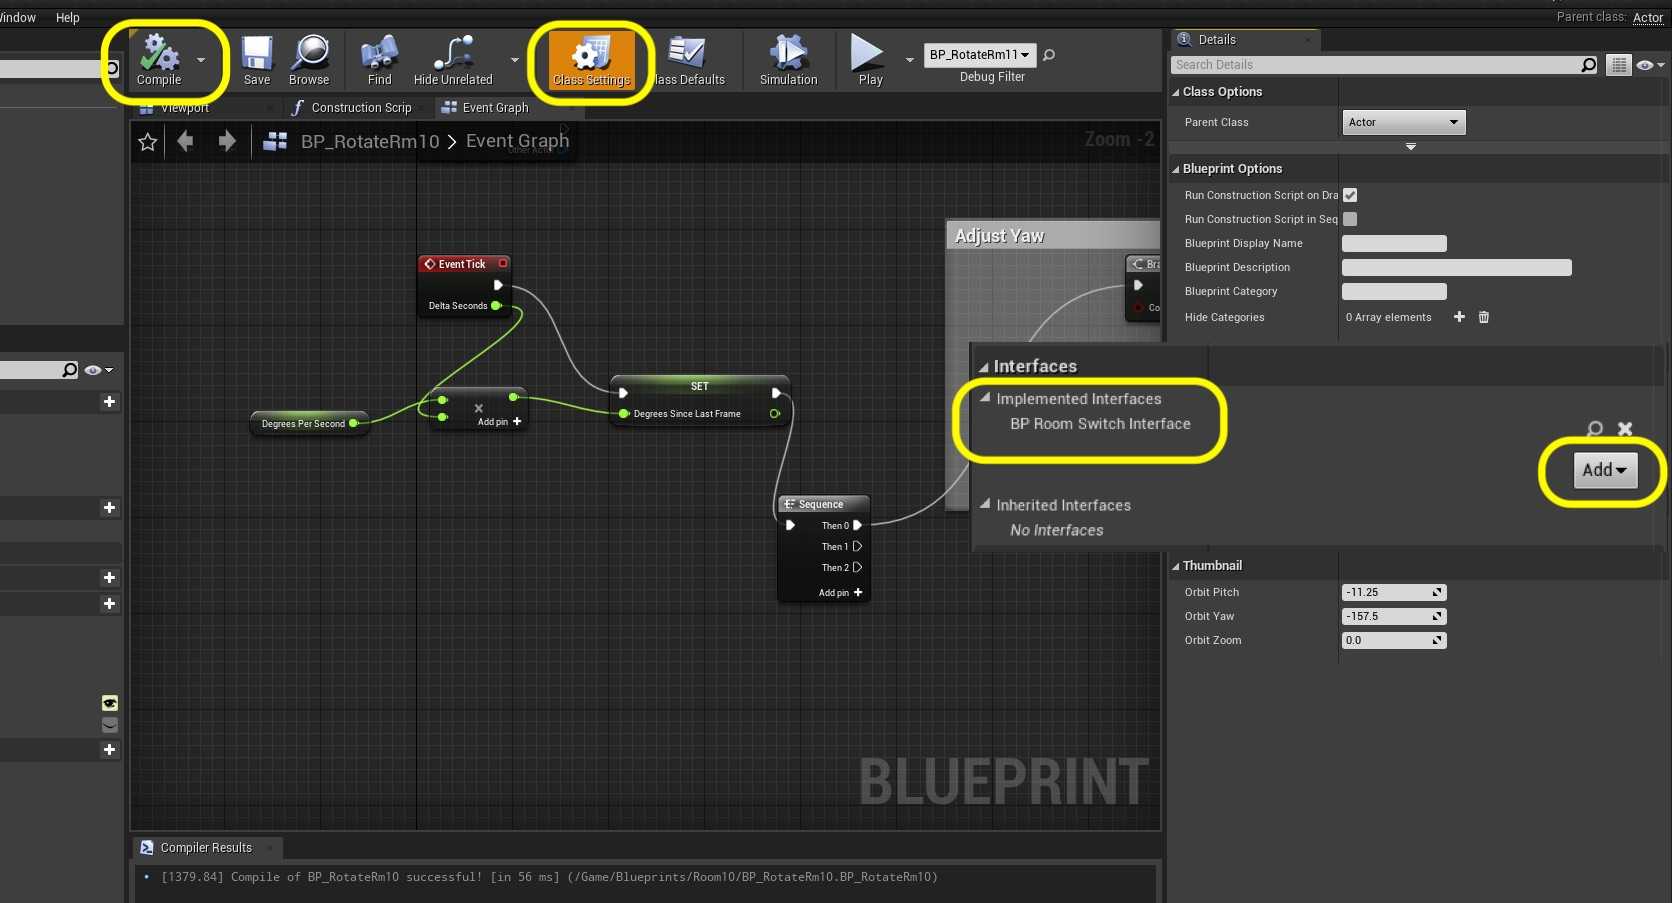 Window Help
Parent class: Actor
Compile
Save
Browse
Find
Hide Unrelated
Class Settings
lass Defaults
Simulation
Play
BP_RotateRm11
Debug Filter
Details
Search Details
Viewport
Construction Scrip
Event Graph
BP_RotateRm10 > Event Graph
Zoom -2
Class Options
Parent Class
Actor
Blueprint Options
Run Construction Script on Dra
Run Construction Script in Seq
Blueprint Display Name
Blueprint Description
Blueprint Category
Hide Categories
0 Array elements
Adjust Yaw
Bra
Co
Event Tick
Delta Seconds
Degrees Per Second
Add pin
SET
Degrees Since Last Frame
Sequence
Then 0
Then 1
Then 2
Add pin
Interfaces
Implemented Interfaces
BP Room Switch Interface
Add
Inherited Interfaces
No Interfaces
Thumbnail
Orbit Pitch
-11.25
Orbit Yaw
-157.5
Orbit Zoom
0.0
BLUEPRINT
Compiler Results
[1379.84] Compile of BP_RotateRm10 successful! [in 56 ms] (/Game/Blueprints/Room10/BP_RotateRm10.BP_RotateRm10)